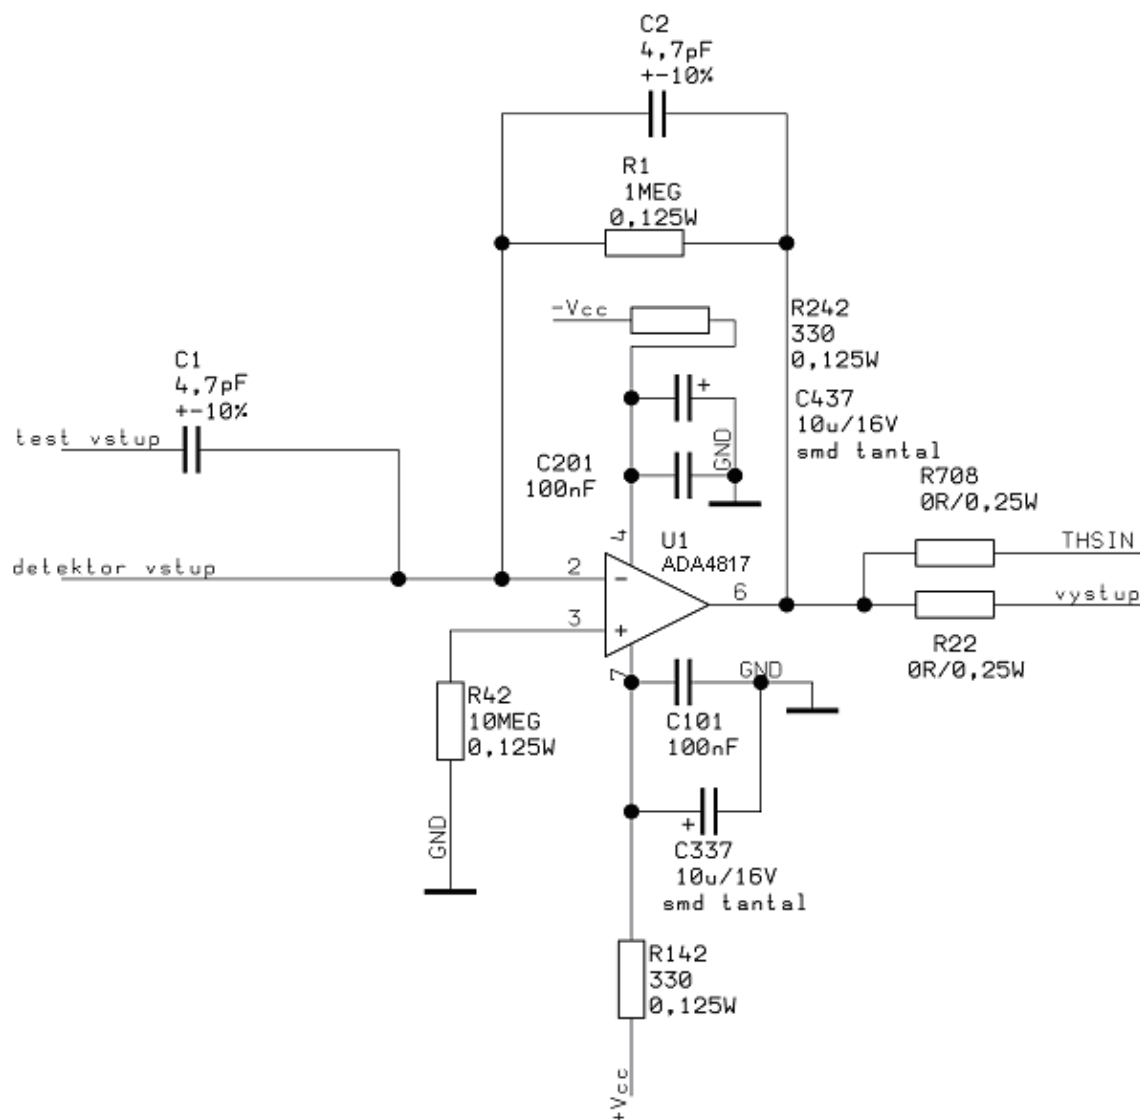 C2
4,7pF
+-10%
R1
1MEG
0,125W
-Vcc
R242
330
0,125W
C1
4,7pF
+-10%
test vstup
C437
10u/16V
smd tantal
GND
C201
100nF
R708
0R/0,25W
THSIN
4
U1
ADA4817
detektor vstup
2
-
6
vystup
3
+
R22
0R/0,25W
7
GND
R42
10MEG
0,125W
C101
100nF
GND
+
+
C337
10u/16V
smd tantal
R142
330
0,125W
+Vcc